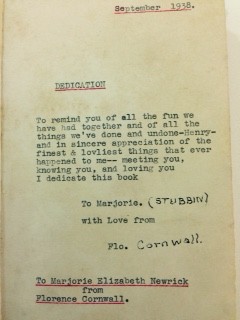 September 1938.
DEDICATION
To remind you of all the fun we
have had together and of all the
things we've done and undone-Henry-
and in sincere appreciation of the
finest & lovliest things that ever
happened to me-- meeting you,
knowing you, and loving you
I dedicate this book
To Marjorie. (STUBBIN)
with Love from
Flo. Cornwall.
To Marjorie Elizabeth Newrick
from
Florence Cornwall.